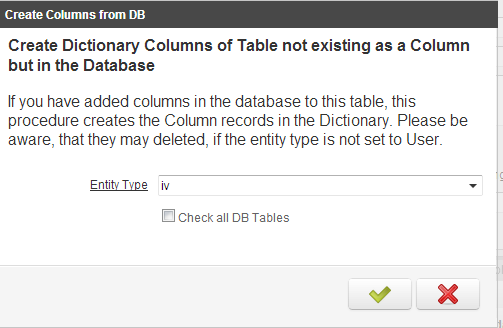 Create Columns from DB
Create Dictionary Columns of Table not existing as a Column
but in the Database
If you have added columns in the database to this table, this
procedure creates the Column records in the Dictionary. Please be
aware, that they may deleted, if the entity type is not set to User.
Entity Type iv
Check all DB Tables